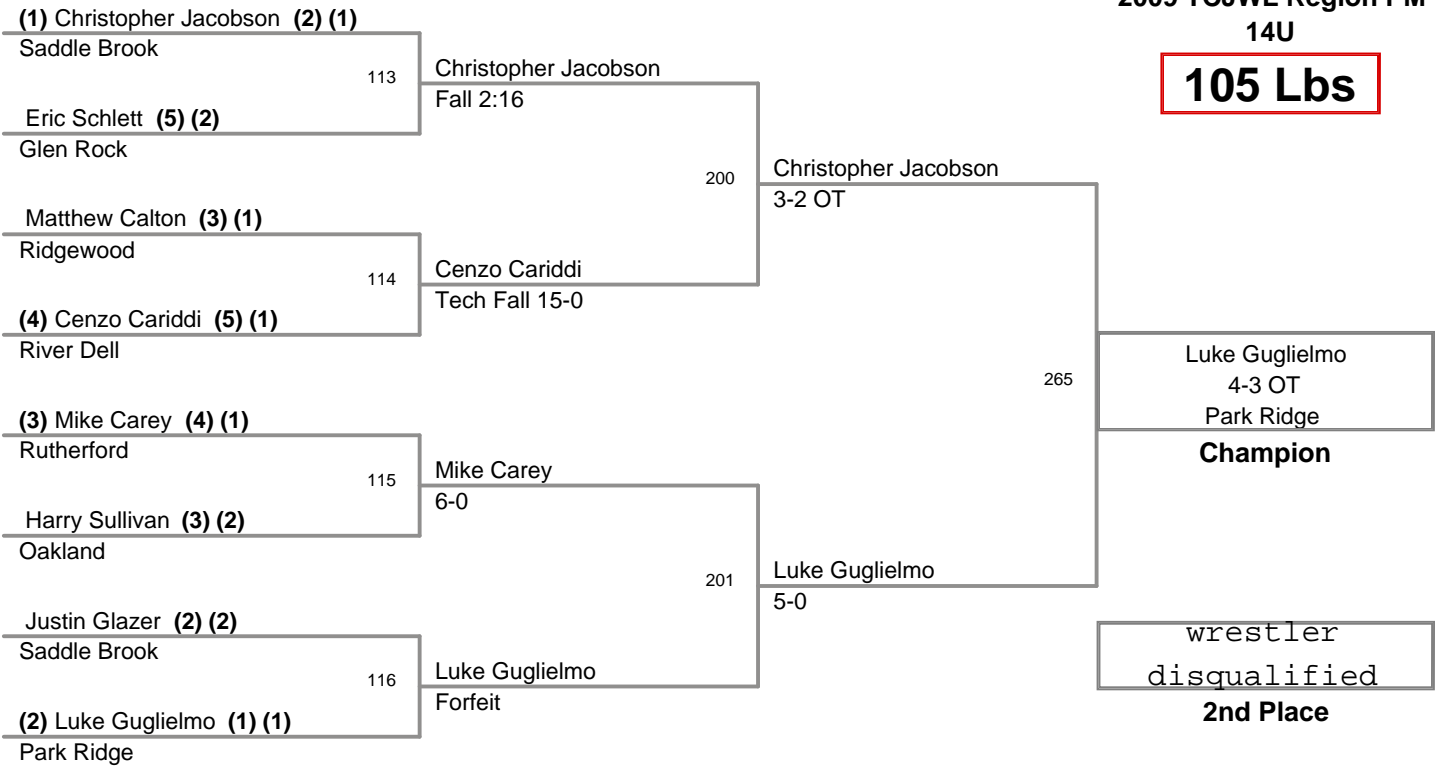 2009 TCJWL Region PM
14U
105 Lbs
(1) Christopher Jacobson (2) (1)
Saddle Brook
113
Eric Schlett (5) (2)
Glen Rock
Christopher Jacobson
Fall 2:16
Matthew Calton (3) (1)
Ridgewood
114
(4) Cenzo Cariddi (5) (1)
River Dell
Cenzo Cariddi
Tech Fall 15-0
200
Christopher Jacobson
3-2 OT
(3) Mike Carey (4) (1)
Rutherford
115
Harry Sullivan (3) (2)
Oakland
Mike Carey
6-0
Justin Glazer (2) (2)
Saddle Brook
116
(2) Luke Guglielmo (1) (1)
Park Ridge
Luke Guglielmo
Forfeit
201
Luke Guglielmo
5-0
265
Luke Guglielmo
4-3 OT
Park Ridge
Champion
wrestler
disqualified
2nd Place